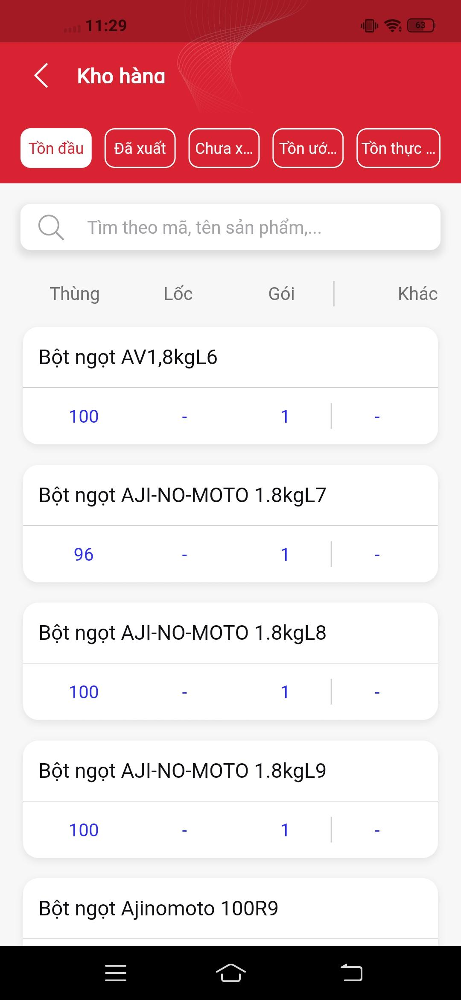 11:29
63
Kho hàng
Tồn đầu Đã xuất Chưa x... Tồn ướ... Tồn thực ...
Tìm theo mã, tên sản phẩm,...
Thùng Lốc Gói Khác
Bột ngọt AV1,8kgL6
100 - 1 -
Bột ngọt AJI-NO-MOTO 1.8kgL7
96 - 1 -
Bột ngọt AJI-NO-MOTO 1.8kgL8
100 - 1 -
Bột ngọt AJI-NO-MOTO 1.8kgL9
100 - 1 -
Bột ngọt Ajinomoto 100R9